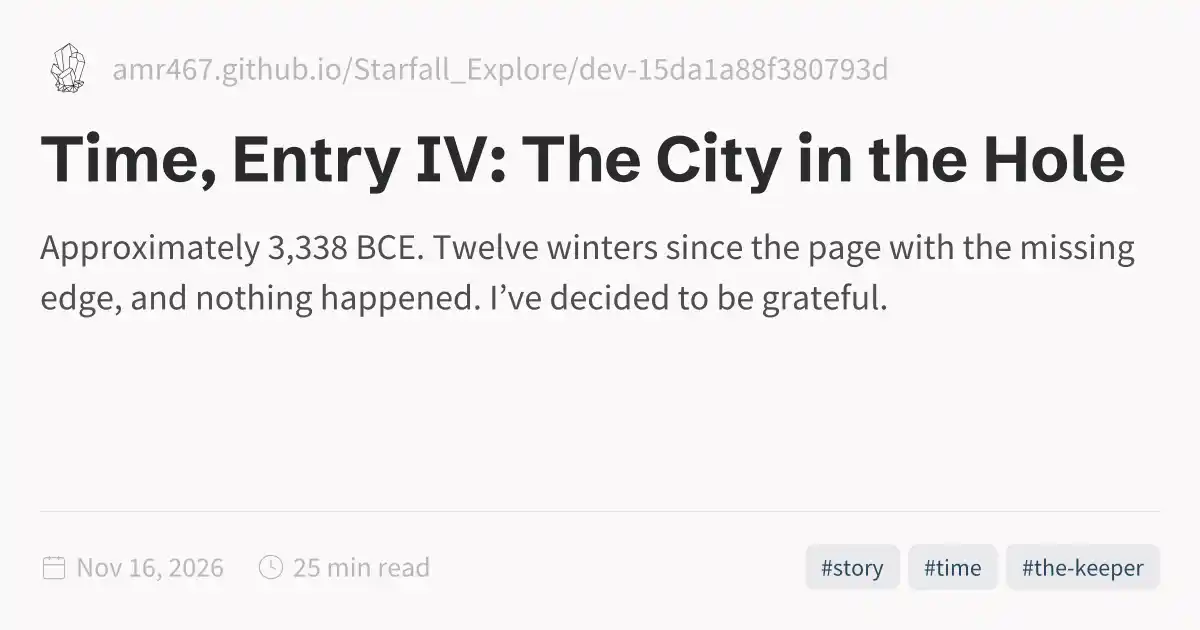 amr467.github.io/Starfall_Explore/dev-15da1a88f380793d
Time, Entry IV: The City in the Hole
Approximately 3,338 BCE. Twelve winters since the page with the missing
edge, and nothing happened. I’ve decided to be grateful.
Nov 16, 2026
25 min read
#story
#time
#the-keeper